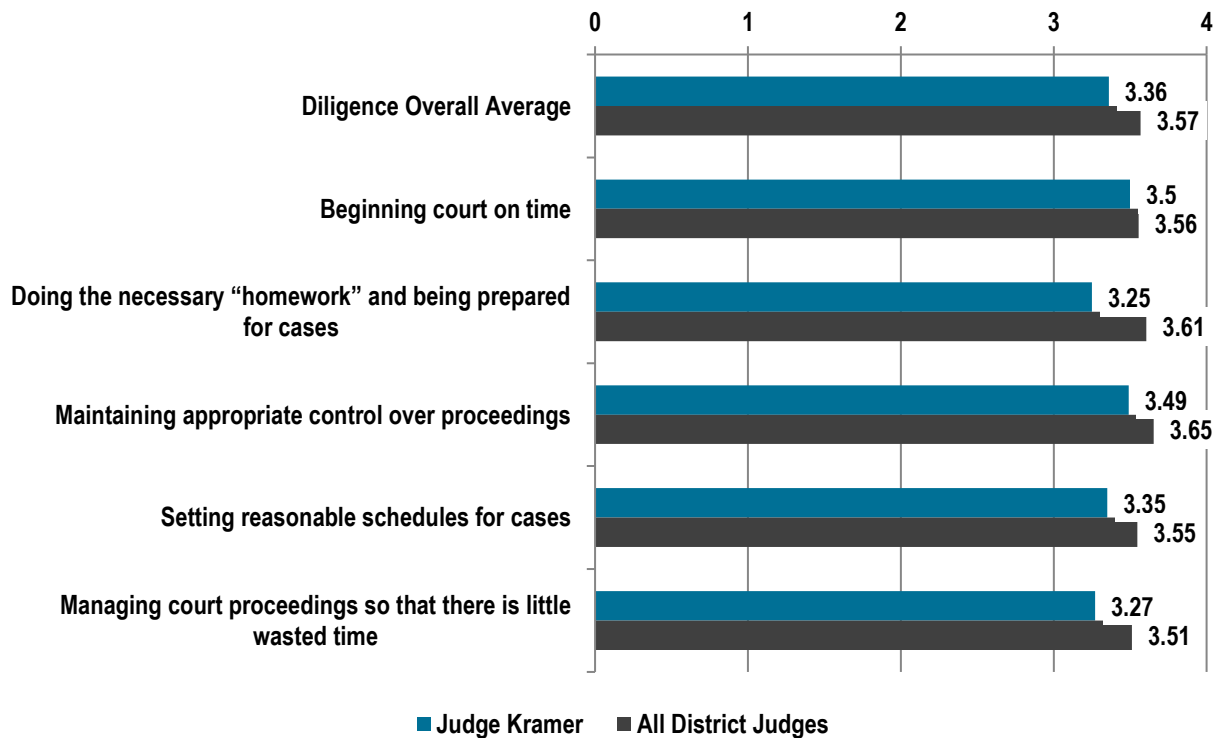 0 1 2 3 4
Diligence Overall Average
3.36
3.57
Beginning court on time
3.5
3.56
Doing the necessary “homework” and being prepared
for cases
3.25
3.61
Maintaining appropriate control over proceedings
3.49
3.65
Setting reasonable schedules for cases
3.35
3.55
Managing court proceedings so that there is little
wasted time
3.27
3.51
Judge Kramer All District Judges